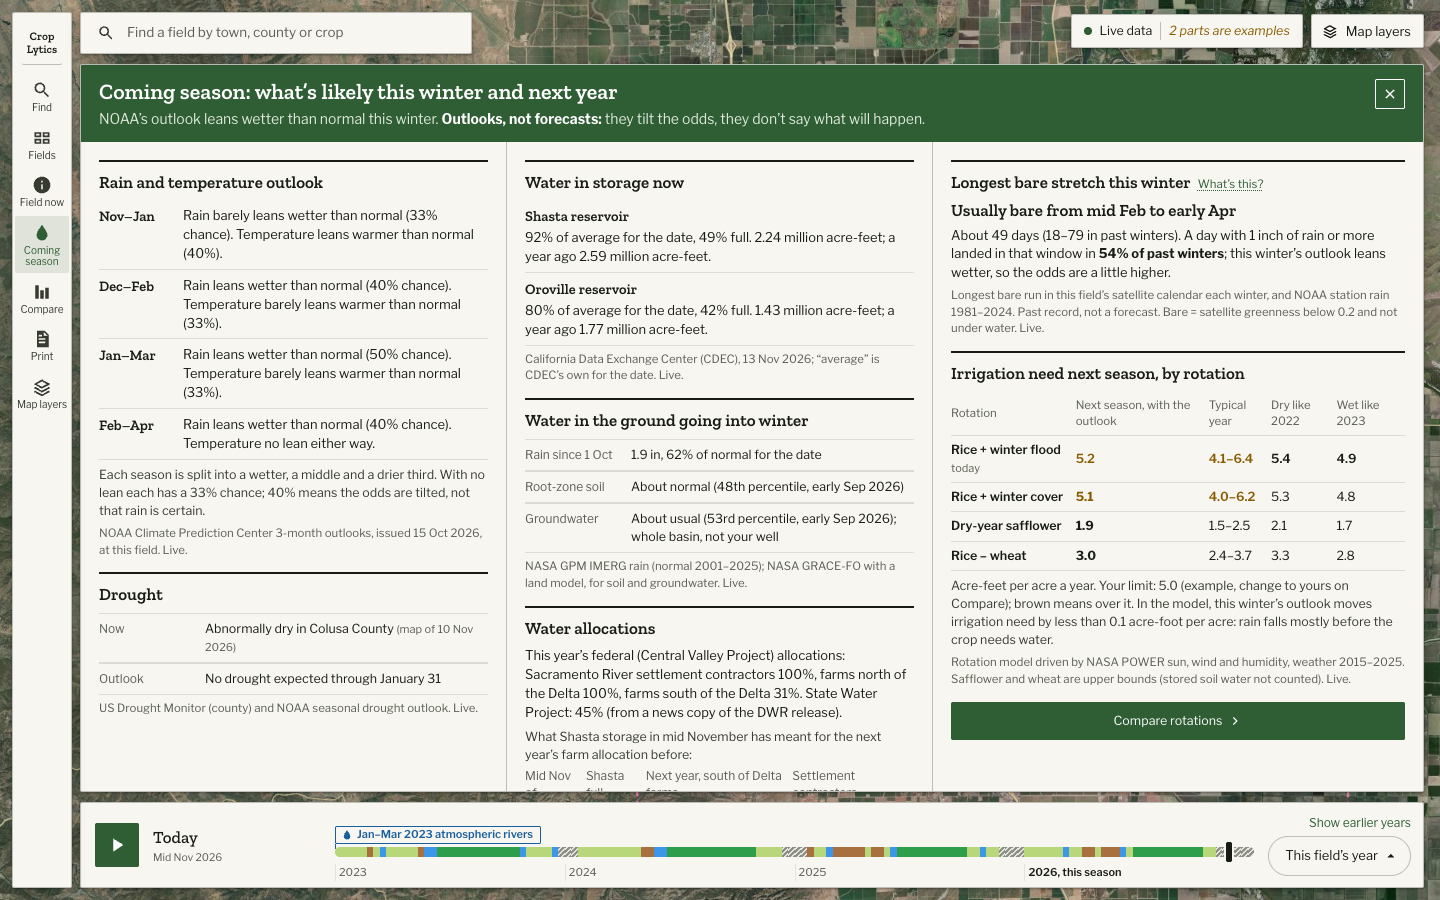 Crop
Lytics
Find
Fields
Field now
Coming
season
Compare
Print
Map layers
Find a field by town, county or crop
Live data
2 parts are examples
Map layers
Coming season: what's likely this winter and next year
NOAA's outlook leans wetter than normal this winter. Outlooks, not forecasts: they tilt the odds, they don't say what will happen.
Rain and temperature outlook
Nov–Jan
Rain barely leans wetter than normal (33%
chance). Temperature leans warmer than normal
(40%).
Dec–Feb
Rain leans wetter than normal (40% chance).
Temperature barely leans warmer than normal
(33%).
Jan–Mar
Rain leans wetter than normal (50% chance).
Temperature barely leans warmer than normal
(33%).
Feb–Apr
Rain leans wetter than normal (40% chance).
Temperature no lean either way.
Each season is split into a wetter, a middle and a drier third. With no
lean each has a 33% chance; 40% means the odds are tilted, not
that rain is certain.
NOAA Climate Prediction Center 3-month outlooks, issued 15 Oct 2026,
at this field. Live.
Drought
Now
Abnormally dry in Colusa County (map of 10 Nov
2026)
Outlook
No drought expected through January 31
US Drought Monitor (county) and NOAA seasonal drought outlook. Live.
Water in storage now
Shasta reservoir
92% of average for the date, 49% full. 2.24 million acre-feet; a
year ago 2.59 million acre-feet.
Oroville reservoir
80% of average for the date, 42% full. 1.43 million acre-feet; a
year ago 1.77 million acre-feet.
California Data Exchange Center (CDEC), 13 Nov 2026; “average” is
CDEC's own for the date. Live.
Water in the ground going into winter
Rain since 1 Oct
1.9 in, 62% of normal for the date
Root-zone soil
About normal (48th percentile, early Sep 2026)
Groundwater
About usual (53rd percentile, early Sep 2026);
whole basin, not your well
NASA GPM IMERG rain (normal 2001–2025); NASA GRACE-FO with a
land model, for soil and groundwater. Live.
Water allocations
This year's federal (Central Valley Project) allocations:
Sacramento River settlement contractors 100%, farms north of
the Delta 100%, farms south of the Delta 31%. State Water
Project: 45% (from a news copy of the DWR release).
What Shasta storage in mid November has meant for the next
year's farm allocation before:
Mid Nov Shasta Next year, south of Delta Settlement
of full farms contractors
Longest bare stretch this winter What's this?
Usually bare from mid Feb to early Apr
About 49 days (18–79 in past winters). A day with 1 inch of rain or more
landed in that window in 54% of past winters; this winter's outlook leans
wetter, so the odds are a little higher.
Longest bare run in this field's satellite calendar each winter, and NOAA station rain
1981–2024. Past record, not a forecast. Bare = satellite greenness below 0.2 and not
under water. Live.
Irrigation need next season, by rotation
Rotation
Next season, with the
outlook
Typical
year
Dry like
2022
Wet like
2023
Rice + winter flood
today
5.2 4.1–6.4 5.4 4.9
Rice + winter cover 5.1 4.0–6.2 5.3 4.8
Dry-year safflower 1.9 1.5–2.5 2.1 1.7
Rice – wheat 3.0 2.4–3.7 3.3 2.8
Acre-feet per acre a year. Your limit: 5.0 (example, change to yours on
Compare); brown means over it. In the model, this winter's outlook moves
irrigation need by less than 0.1 acre-foot per acre: rain falls mostly before the
crop needs water.
Rotation model driven by NASA POWER sun, wind and humidity, weather 2015–2025.
Safflower and wheat are upper bounds (stored soil water not counted). Live.
Compare rotations
Today
Mid Nov 2026
Jan–Mar 2023 atmospheric rivers
2023
2024
2025
2026, this season
Show earlier years
This field's year